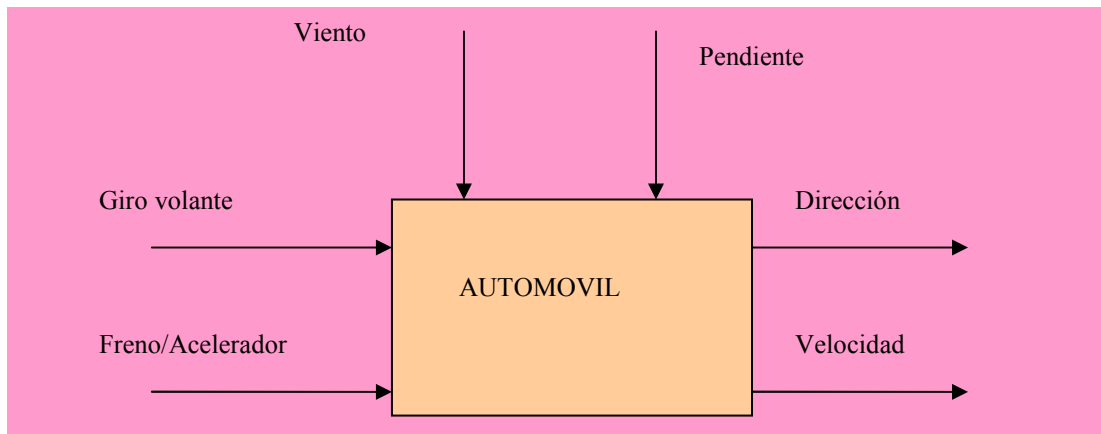 Viento
Pendiente
Giro volante
Dirección
AUTOMOVIL
Freno/Acelerador
Velocidad